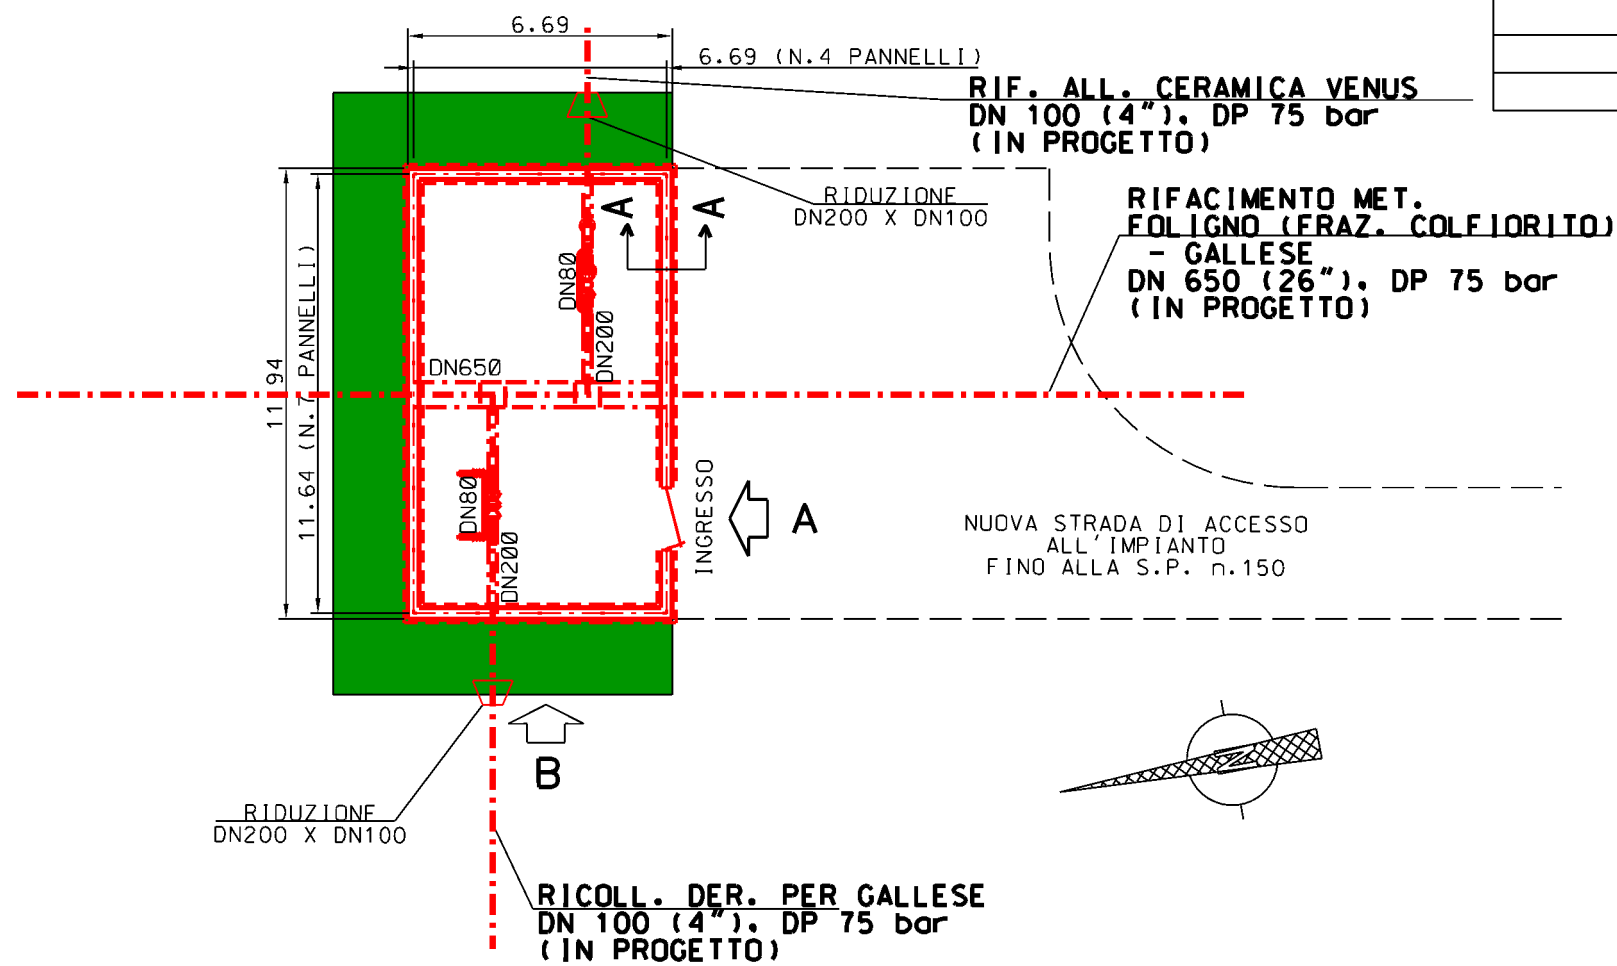 6.69
6.69 (N.4 PANNELLI)
RIF. ALL. CERAMICA VENUS
DN 100 (4"). DP 75 bar
(IN PROGETTO)
RIDUZIONE
DN200 X DN100
RIFACIMENTO MET.
FOLIGNO (FRAZ. COLFIORITO)
- GALLESE
DN 650 (26"). DP 75 bar
(IN PROGETTO)
A
A
DN80
DN200
DN650
11.94
11.64 (N.7 PANNELLI)
DN80
DN200
INGRESSO
A
NUOVA STRADA DI ACCESSO
ALL'IMPIANTO
FINO ALLA S.P. n.150
N
B
RIDUZIONE
DN200 X DN100
RICOLL. DER. PER GALLESE
DN 100 (4"). DP 75 bar
(IN PROGETTO)